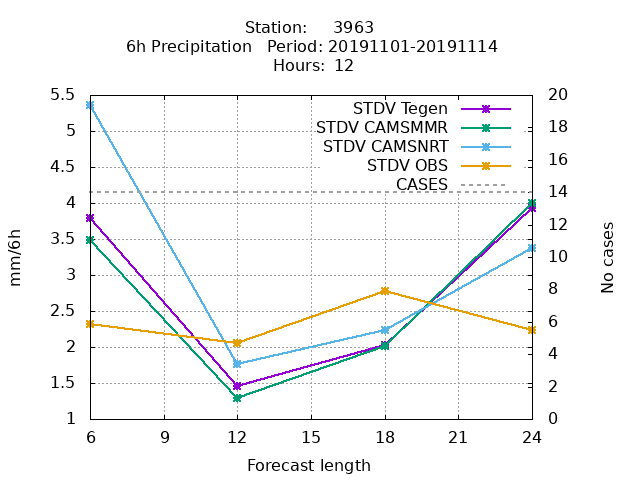 Station: 3963
6h Precipitation Period: 20191101-20191114
Hours: 12
5.5
5
4.5
4
3.5
3
2.5
2
1.5
1
20
18
16
14
12
10
8
6
4
2
0
STDV Tegen
STDV CAMSMMR
STDV CAMSNRT
STDV OBS
CASES
mm/6h
No cases
6 9 12 15 18 21 24
Forecast length